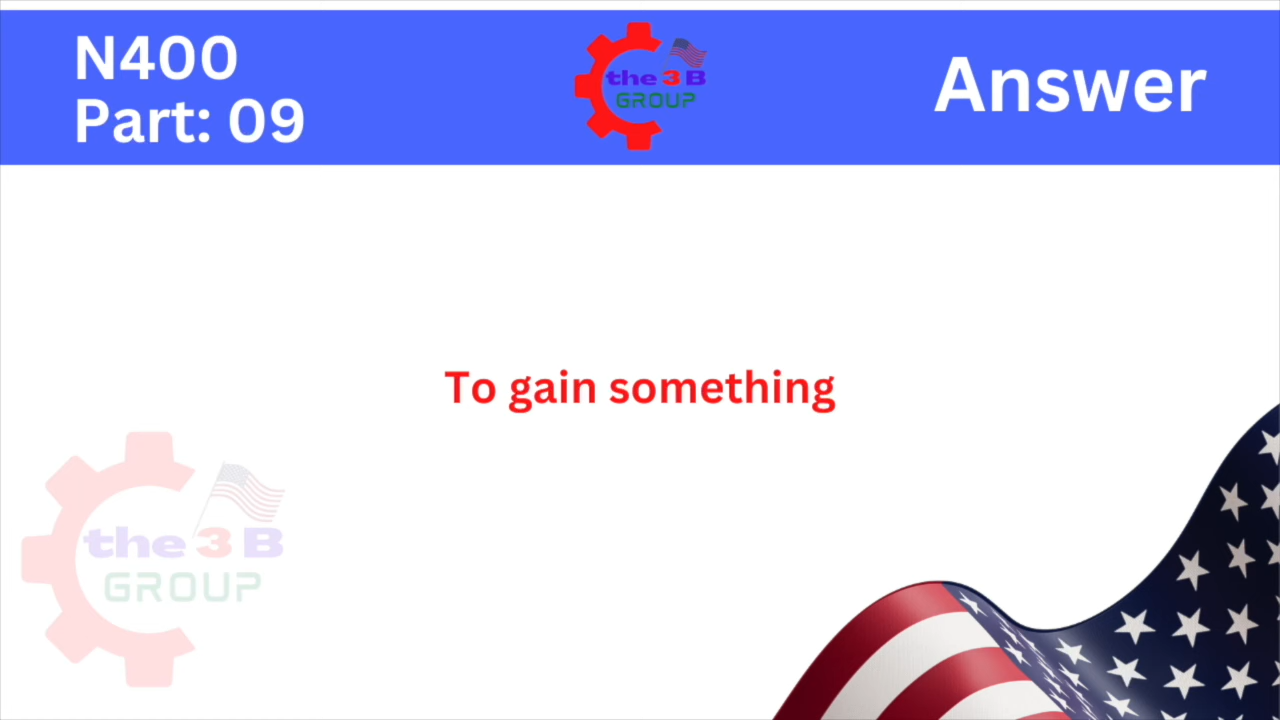 N400
Part: 09
the 3 B
GROUP
Answer
To gain something
the 3 B
GROUP